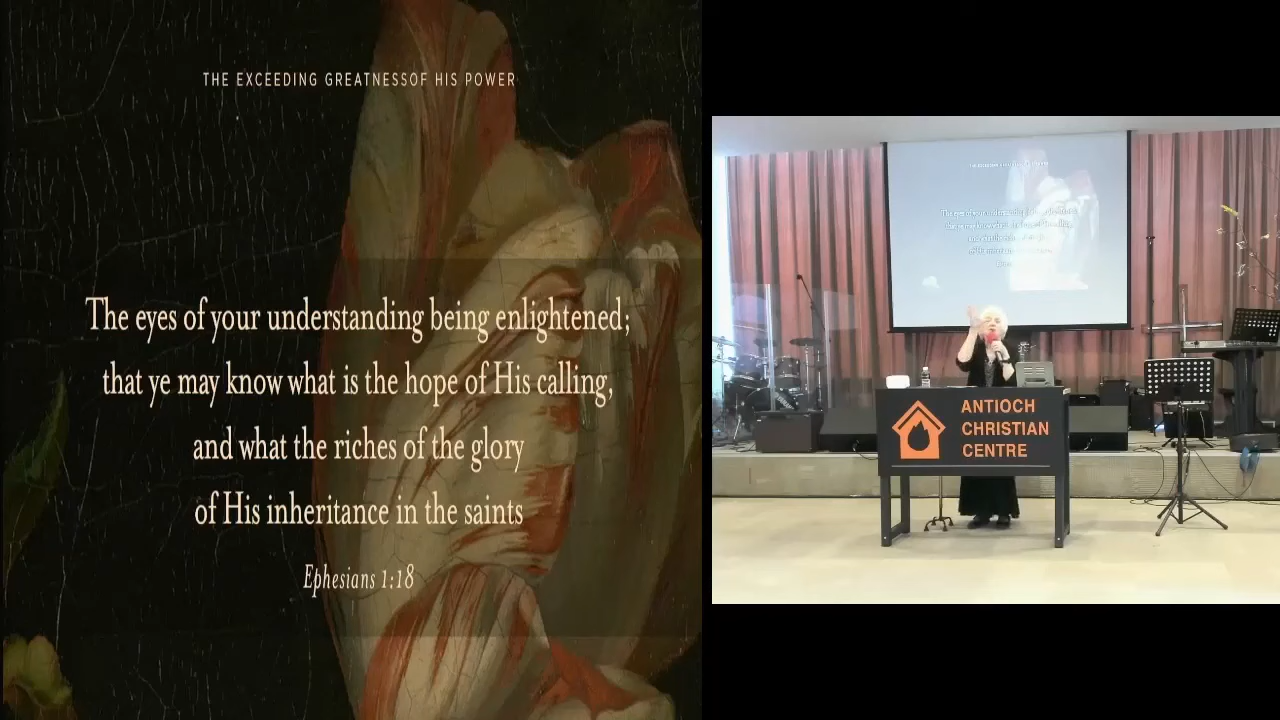 THE EXCEEDING GREATNESSOF HIS POWER
The eyes of your understanding being enlightened;
that ye may know what is the hope of His calling,
and what the riches of the glory
of His inheritance in the saints
Ephesians 1:18
ANTIOCH
CHRISTIAN
CENTRE